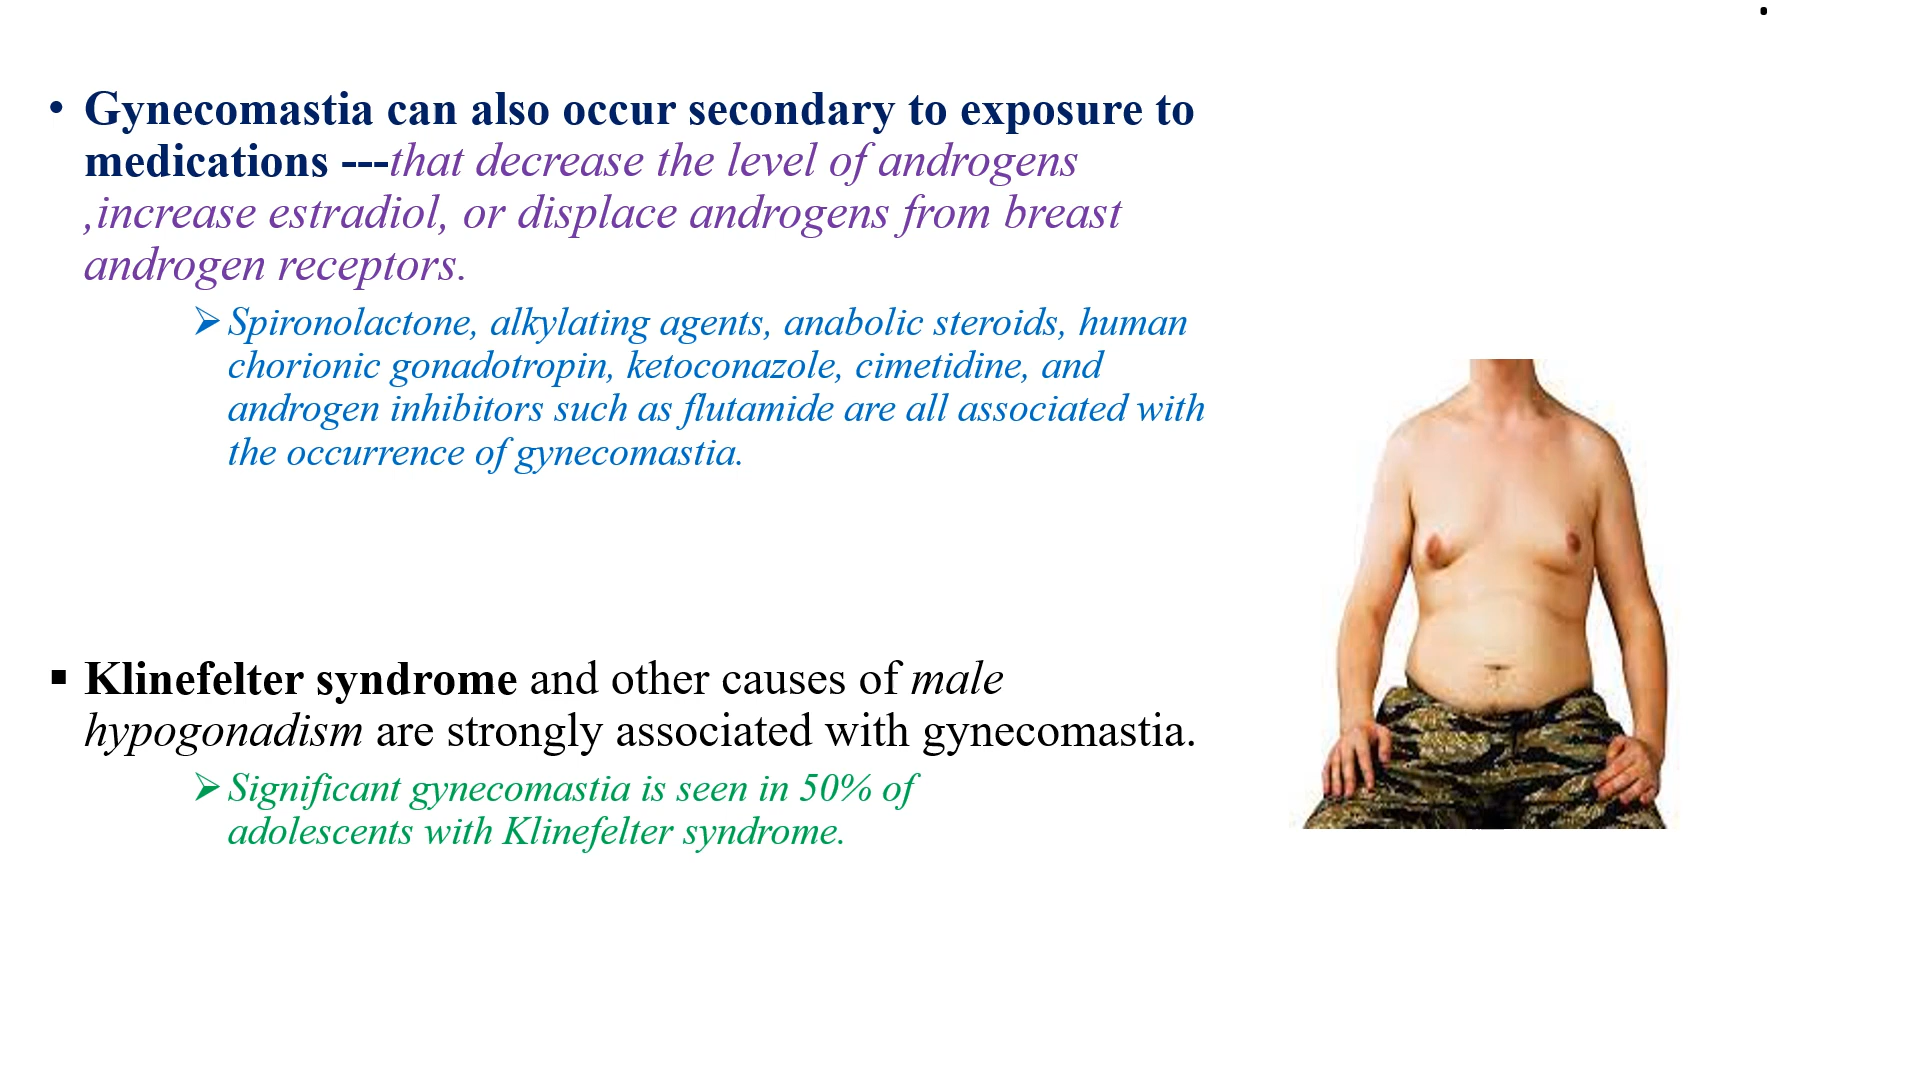 • Gynecomastia can also occur secondary to exposure to
medications ---that decrease the level of androgens
,increase estradiol, or displace androgens from breast
androgen receptors.
➢ Spironolactone, alkylating agents, anabolic steroids, human
chorionic gonadotropin, ketoconazole, cimetidine, and
androgen inhibitors such as flutamide are all associated with
the occurrence of gynecomastia.
▪ Klinefelter syndrome and other causes of male
hypogonadism are strongly associated with gynecomastia.
➢ Significant gynecomastia is seen in 50% of
adolescents with Klinefelter syndrome.